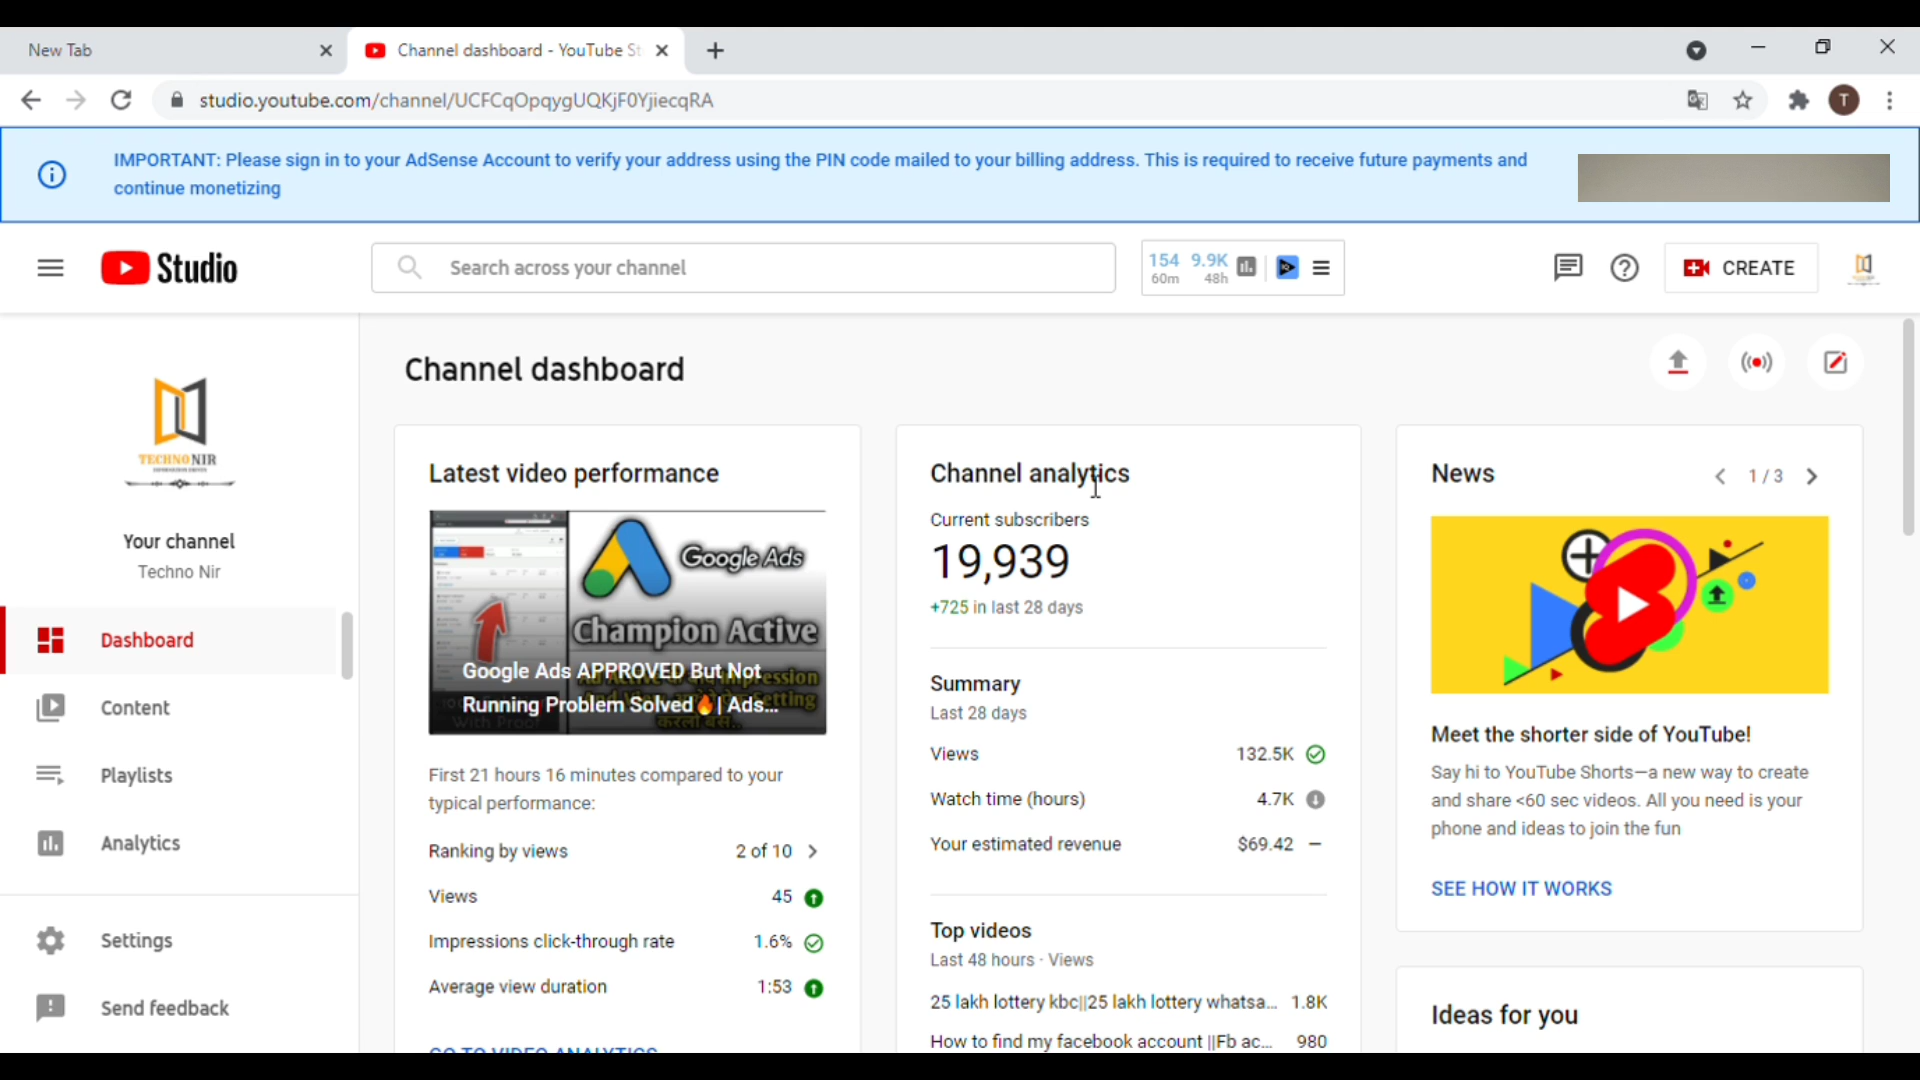 New Tab
Channel dashboard - YouTube St
studio.youtube.com/channel/UCFCqOpqygUQKjF0YjiecqRA
T
IMPORTANT: Please sign in to your AdSense Account to verify your address using the PIN code mailed to your billing address. This is required to receive future payments and
continue monetizing
Studio
Search across your channel
154 9.9K
60m 48h
CREATE
Channel dashboard
TECHNONIR
Your channel
Techno Nir
Dashboard
Content
Playlists
Analytics
Settings
Send feedback
Latest video performance
Google Ads
Champion Active
Google Ads APPROVED But Not
Running Problem Solved🔥| Ads...
First 21 hours 16 minutes compared to your
typical performance:
Ranking by views 2 of 10
Views 45
Impressions click-through rate 1.6%
Average view duration 1:53
GO TO VIDEO ANALYTICS
Channel analytics
Current subscribers
19,939
+725 in last 28 days
Summary
Last 28 days
Views 132.5K
Watch time (hours) 4.7K
Your estimated revenue $69.42 —
Top videos
Last 48 hours · Views
25 lakh lottery kbc||25 lakh lottery whatsa... 1.8K
How to find my facebook account ||Fb ac... 980
News
1 / 3
Meet the shorter side of YouTube!
Say hi to YouTube Shorts—a new way to create
and share <60 sec videos. All you need is your
phone and ideas to join the fun
SEE HOW IT WORKS
Ideas for you